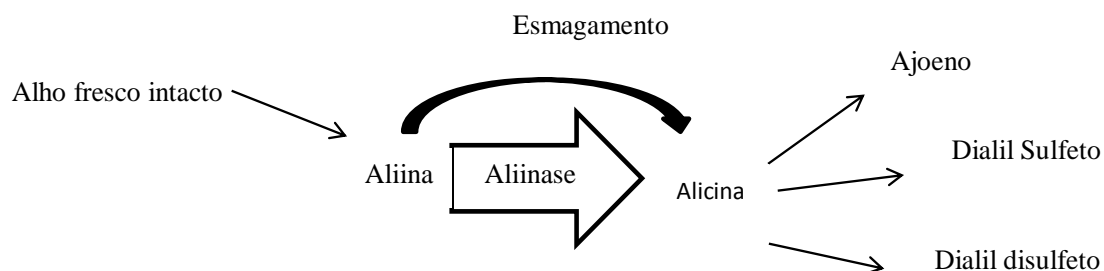 Esmagamento
Ajoeno
Alho fresco intacto
Dialil Sulfeto
Aliina
Aliinase
Alicina
Dialil disulfeto